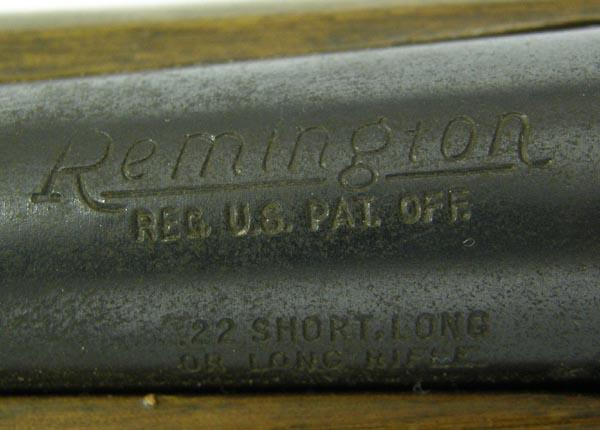 Remington
REG. U.S. PAT. OFF.
.22 SHORT, LONG
OR LONG RIFLE